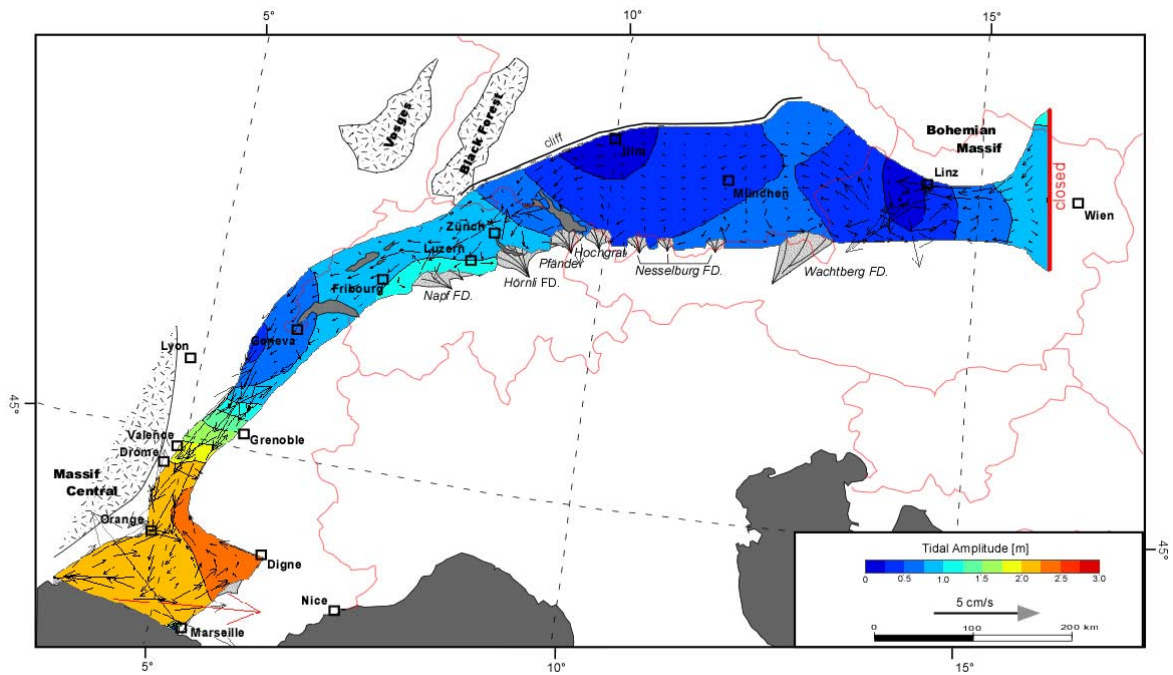 5°
10°
15°
Vosges
Black Forest
cliff
Ulm
München
Bohemian
Massif
Linz
closed
Wien
Zürich
Luzern
Fribourg
Napf FD.
Hörnli FD.
Pfänder
Hochgrat
Nesselburg FD.
Wachtberg FD.
Geneva
Lyon
45°
Valence
Grenoble
Drôme
Massif
Central
Orange
Digne
Nice
Marseille
45°
Tidal Amplitude [m]
0 0.5 1.0 1.5 2.0 2.5 3.0
5 cm/s
0 100 200 km
5°
10°
15°